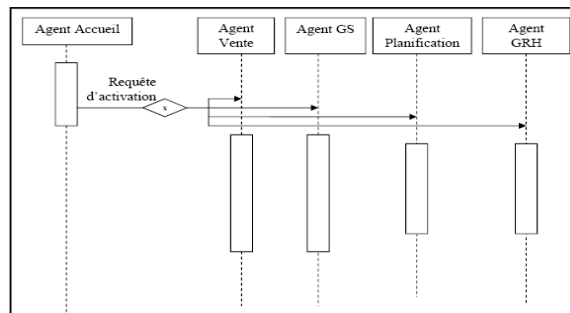 Agent Accueil
Agent
Vente
Agent GS
Agent
Planification
Agent
GRH
Requête
d’activation
x